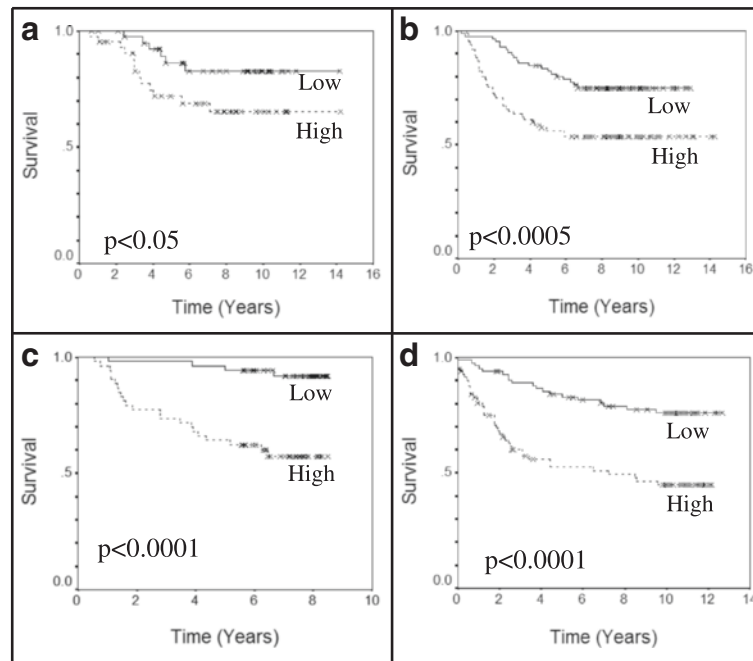 a
1.0
.5
0.0
Survival
Low
High
p<0.05
0 2 4 6 8 10 12 14 16
Time (Years)
b
1.0
.5
0.0
Survival
Low
High
p<0.0005
0 2 4 6 8 10 12 14 16
Time (Years)
c
1.0
.5
0.0
Survival
Low
High
p<0.0001
0 2 4 6 8 10
Time (Years)
d
1.0
.5
0.0
Survival
Low
High
p<0.0001
0 2 4 6 8 10 12 14
Time (Years)